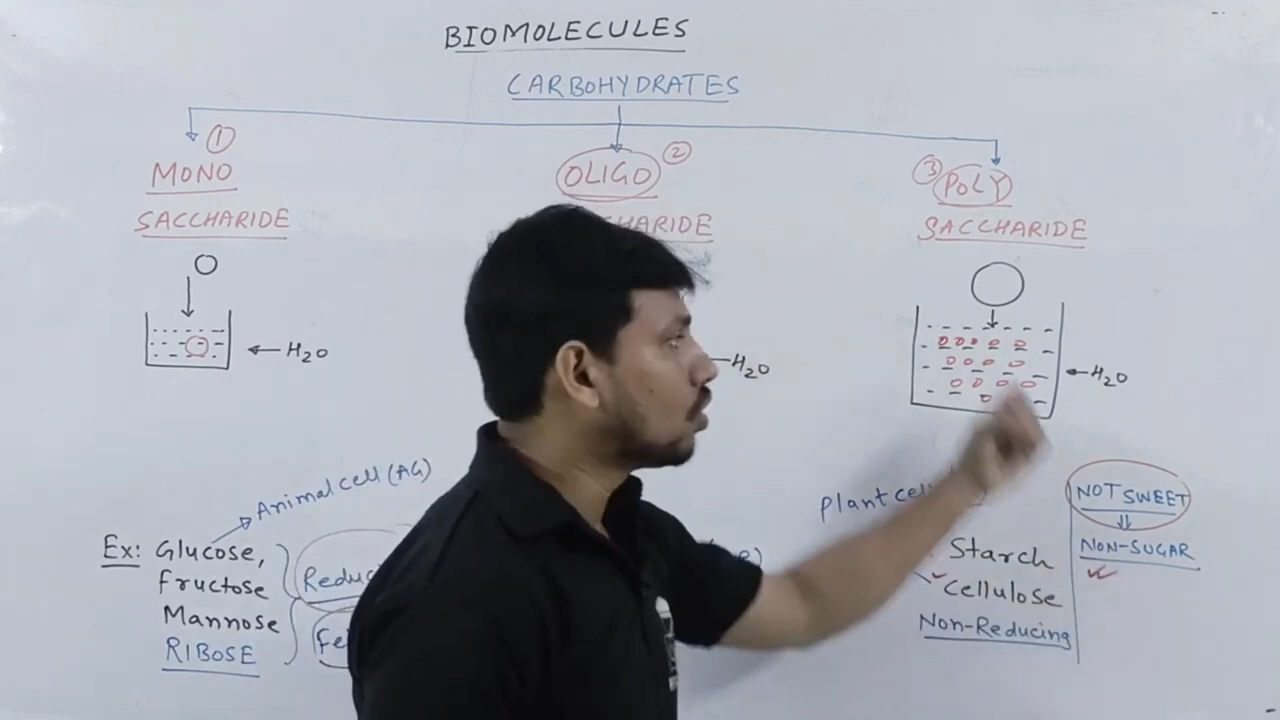 BIOMOLECULES
CARBOHYDRATES
①
MONO
SACCHARIDE
H₂O
②
OLIGO
H₂O
③
POLY
SACCHARIDE
H₂O
Animal cell (AG)
Ex: Glucose,
Fructose
Mannose
RIBOSE
Starch
Cellulose
Non-Reducing
NOT SWEET
⇓
NON-SUGAR